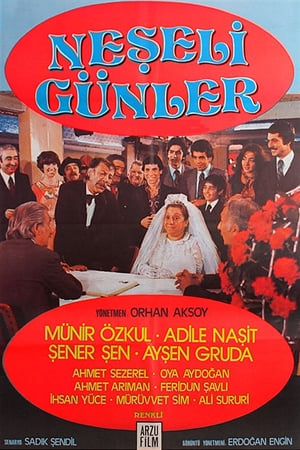 NEŞELİ
GÜNLER
YÖNETMEN ORHAN AKSOY
MÜNİR ÖZKUL · ADİLE NAŞİT
ŞENER ŞEN · AYŞEN GRUDA
AHMET SEZEREL · OYA AYDOĞAN
AHMET ARIMAN · FERİDUN ŞAVLI
İHSAN YÜCE · MÜRÜVVET SİM · ALİ SURURİ
RENKLİ
SENARYO SADIK ŞENDİL
ARZU
FİLM
GÖRÜNTÜ YÖNETMENİ ERDOĞAN ENGİN